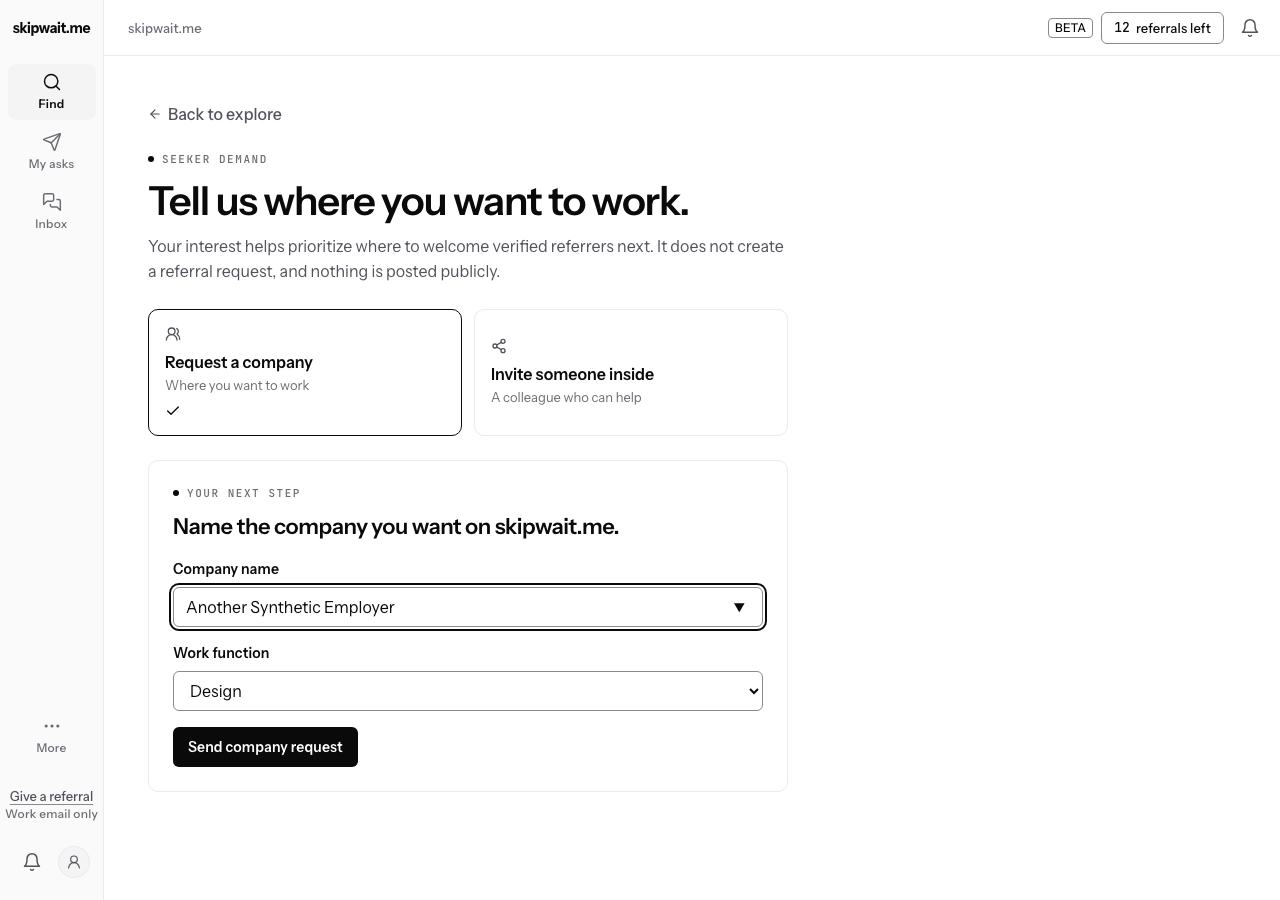 skipwait.me
skipwait.me
BETA
12 referrals left
Find
My asks
Inbox
Back to explore
SEEKER DEMAND
Tell us where you want to work.
Your interest helps prioritize where to welcome verified referrers next. It does not create
a referral request, and nothing is posted publicly.
Request a company
Where you want to work
Invite someone inside
A colleague who can help
YOUR NEXT STEP
Name the company you want on skipwait.me.
Company name
Another Synthetic Employer
Work function
Design
Send company request
More
Give a referral
Work email only